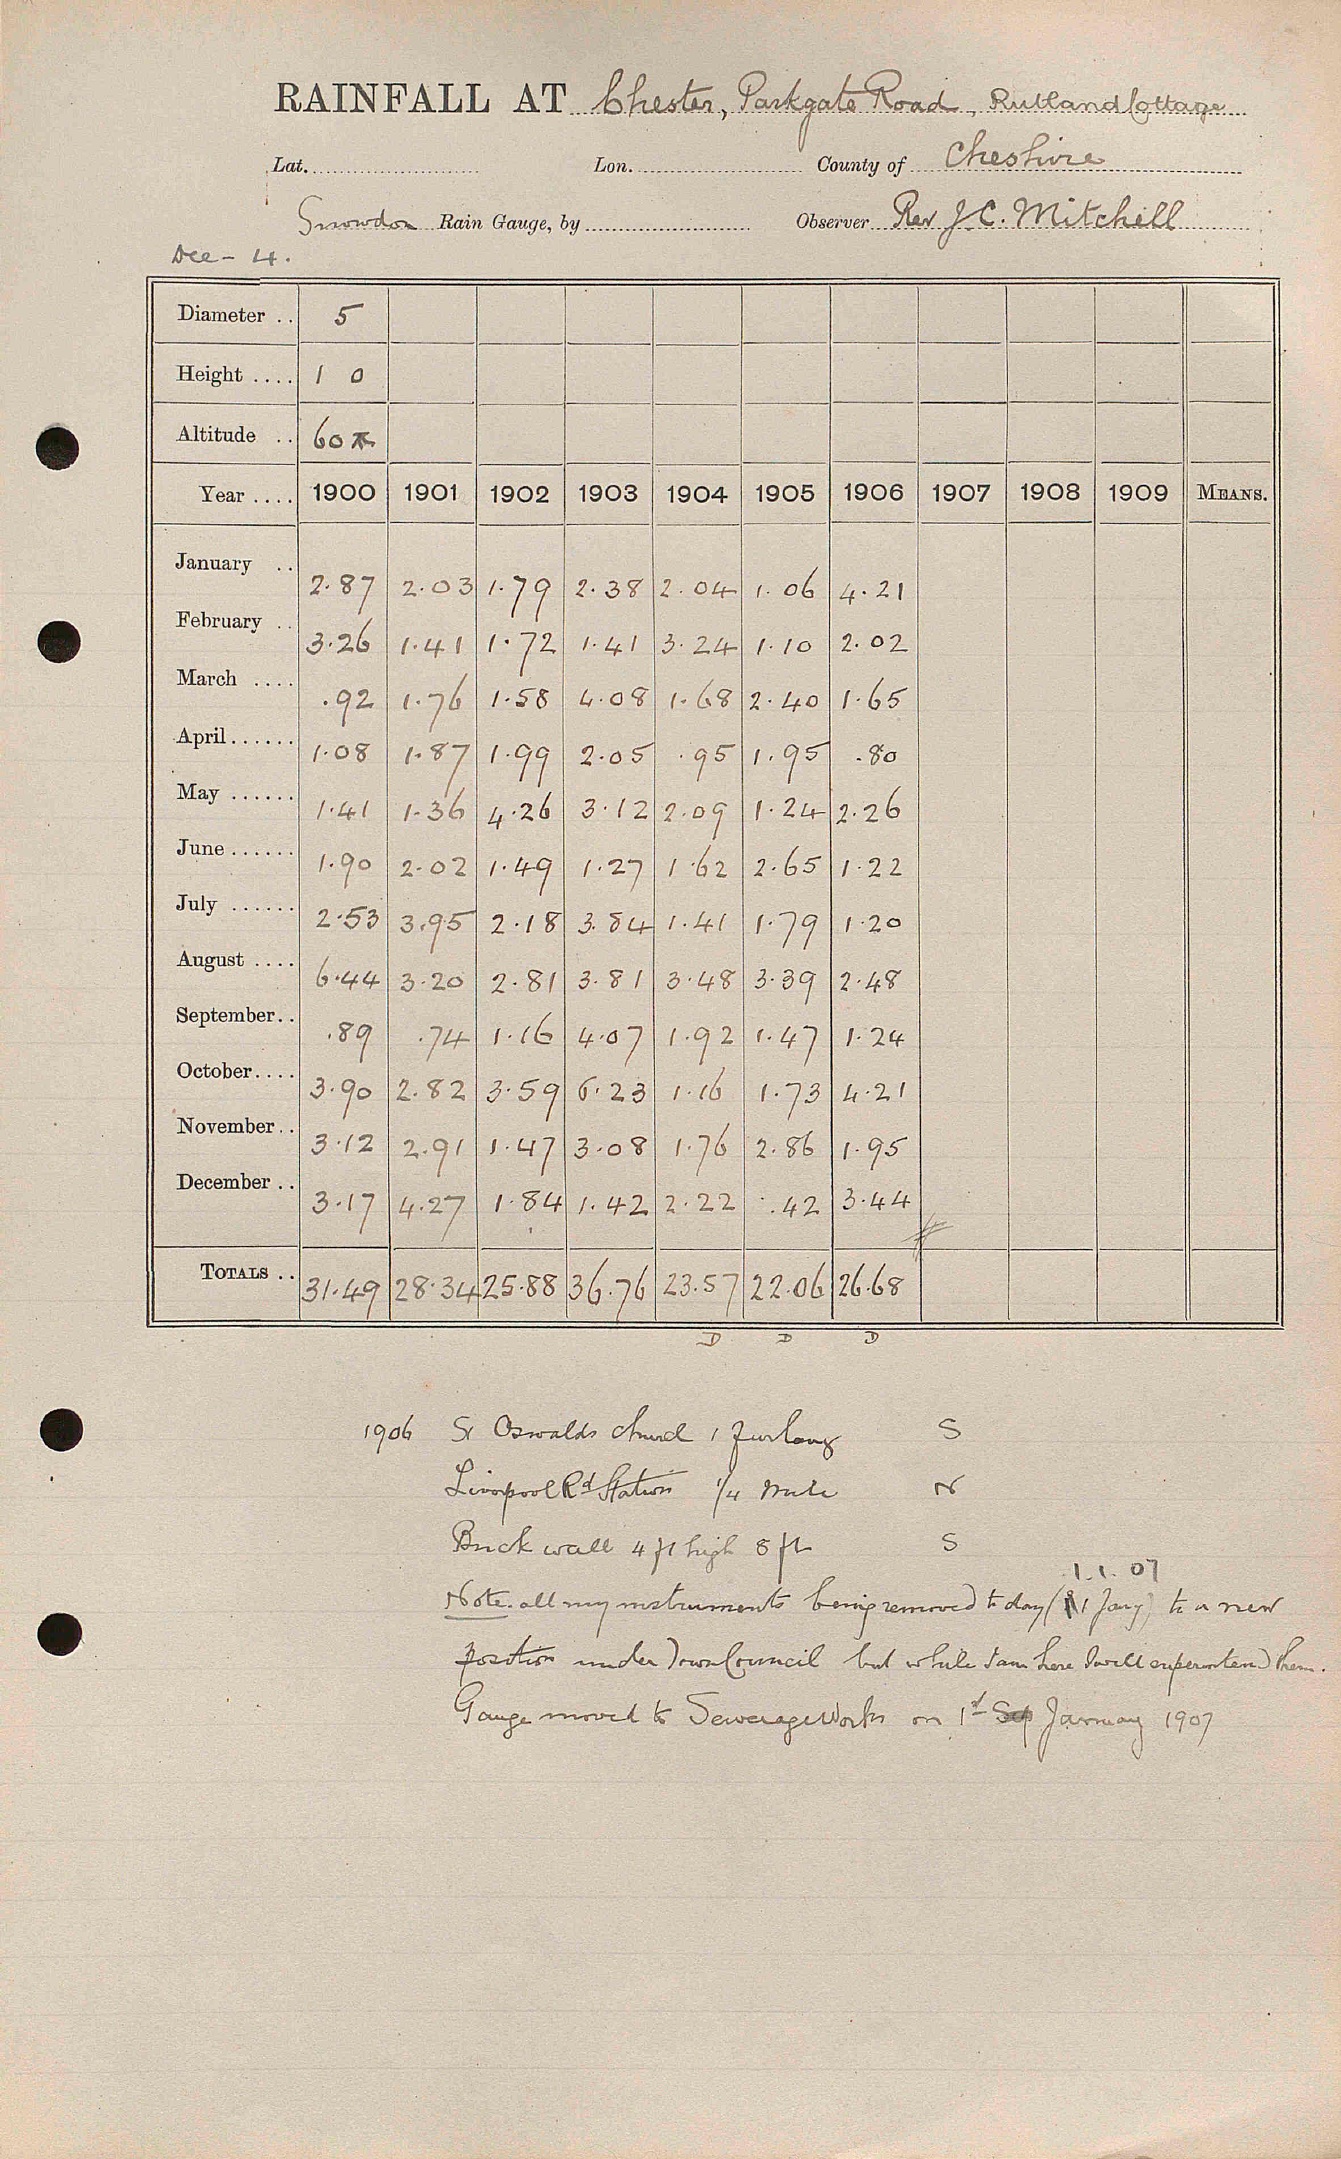 RAINFALL AT Chester, Parkgate Road, Rutland Cottage
Lat. Lon. County of Cheshire
Snowdon Rain Gauge, by Observer Rev J. C. Mitchell
Dec - 4.
Diameter .. 5
Height .... 1 0
Altitude .. 60
Year .... 1900 1901 1902 1903 1904 1905 1906 1907 1908 1909 MEANS.
January .. 2.87 2.03 1.79 2.38 2.04 1.06 4.21
February .. 3.26 1.41 1.72 1.41 3.24 1.10 2.02
March .... .92 1.76 1.58 4.08 1.68 2.40 1.65
April...... 1.08 1.87 1.99 2.05 .95 1.95 .80
May ...... 1.41 1.36 4.26 3.12 2.09 1.24 2.26
June ...... 1.90 2.02 1.49 1.27 1.62 2.65 1.22
July ...... 2.53 3.95 2.18 3.84 1.41 1.79 1.20
August .... 6.44 3.20 2.81 3.81 3.48 3.39 2.48
September.. .89 .74 1.16 4.07 1.92 1.47 1.24
October.... 3.90 2.82 3.59 6.23 1.16 1.73 4.21
November.. 3.12 2.91 1.47 3.08 1.76 2.86 1.95
December .. 3.17 4.27 1.84 1.42 2.22 .42 3.44
TOTALS .. 31.49 28.34 25.88 36.76 23.57 22.06 26.68
D D D
1906 St Oswalds church 1 furlong S
Liverpool Rd Station 1/4 mile N
Brick wall 4 ft high 8 ft S
1.1.07
Note. all my instruments being removed to day (1 Jany) to a new
position under Town Council but while I am here I will superintend them.
Gauge moved to Sewerage Works on 1st Sep January 1907